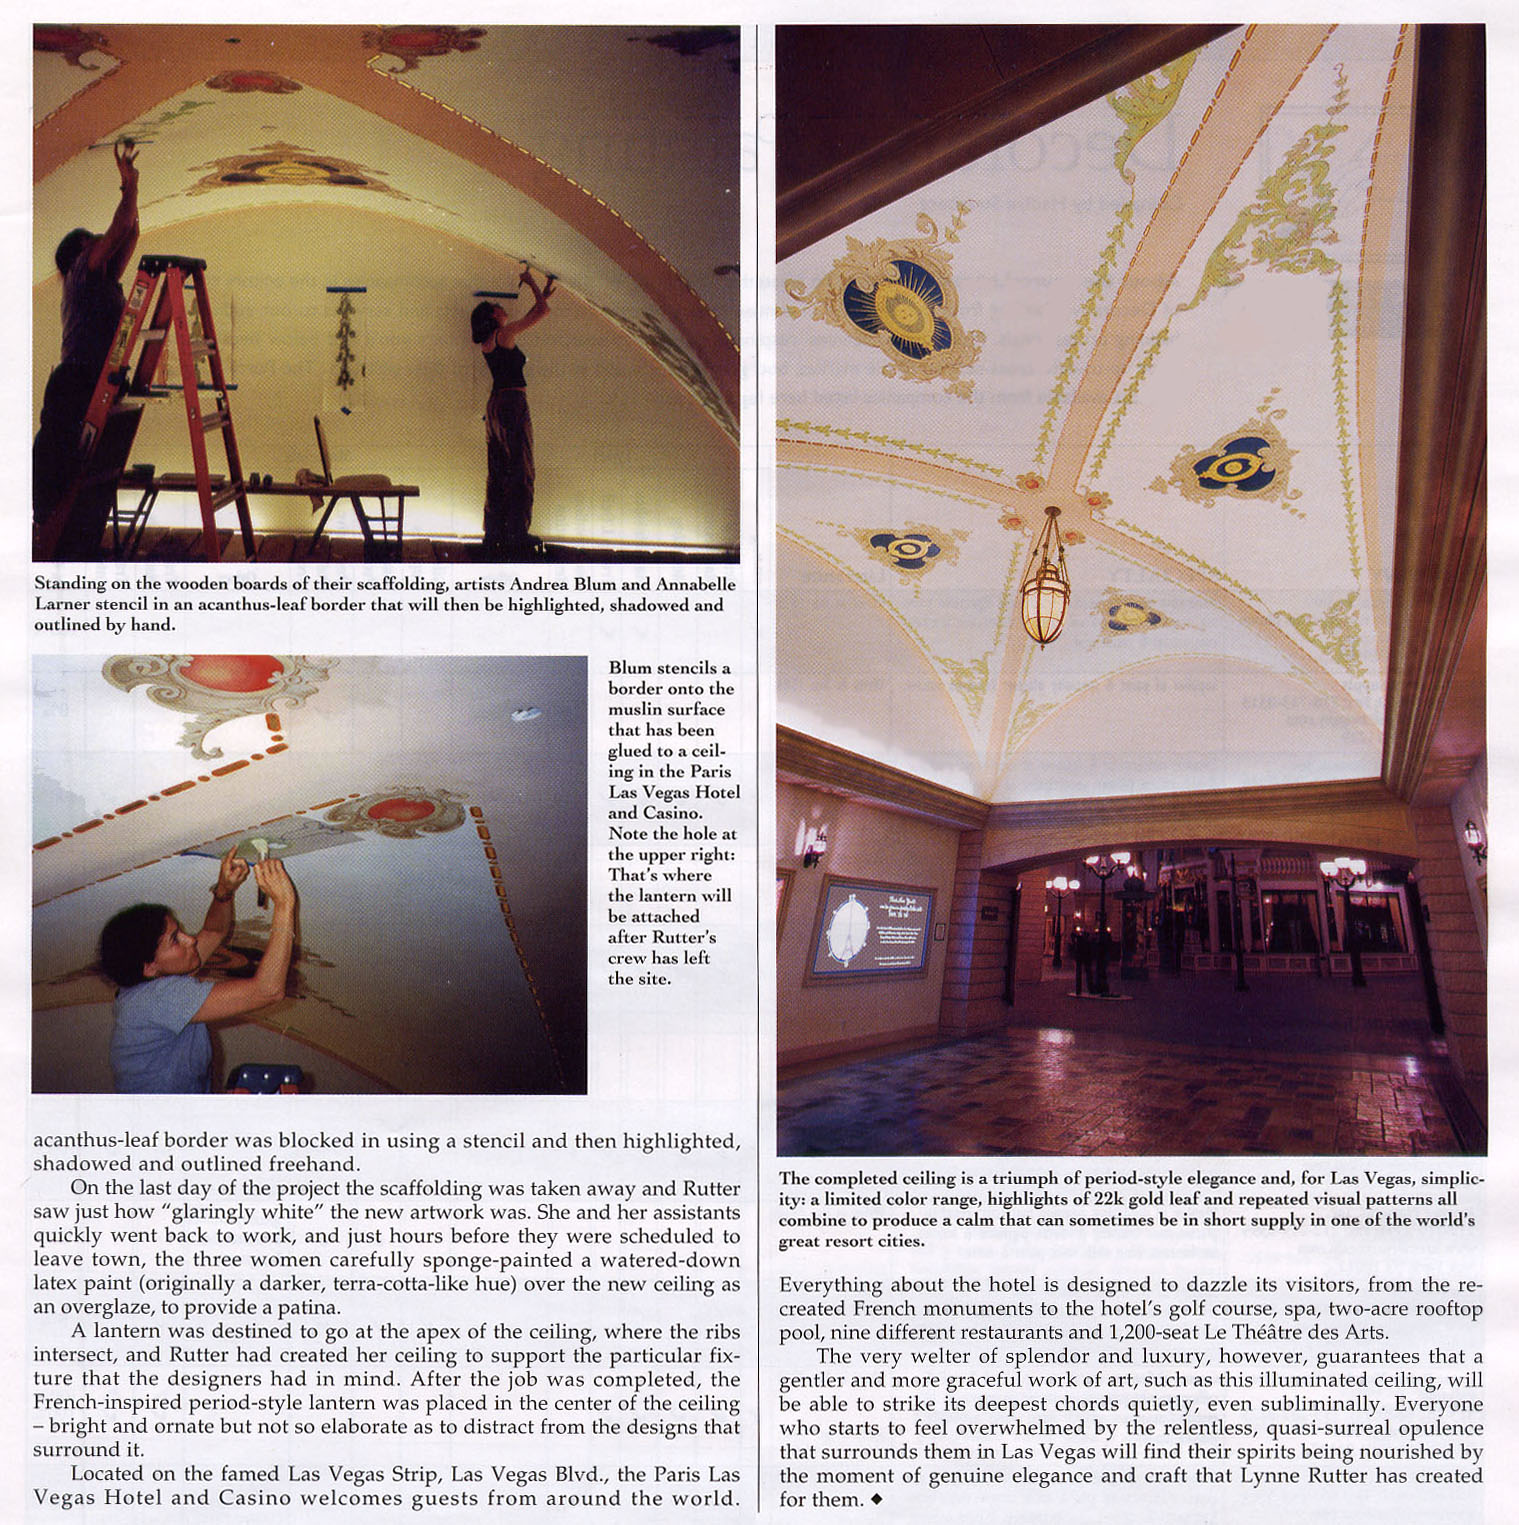 Standing on the wooden boards of their scaffolding, artists Andrea Blum and Annabelle
Larner stencil in an acanthus-leaf border that will then be highlighted, shadowed and
outlined by hand.
Blum stencils a
border onto the
muslin surface
that has been
glued to a ceil-
ing in the Paris
Las Vegas Hotel
and Casino.
Note the hole at
the upper right:
That's where
the lantern will
be attached
after Rutter's
crew has left
the site.
acanthus-leaf border was blocked in using a stencil and then highlighted,
shadowed and outlined freehand.
On the last day of the project the scaffolding was taken away and Rutter
saw just how “glaringly white” the new artwork was. She and her assistants
quickly went back to work, and just hours before they were scheduled to
leave town, the three women carefully sponge-painted a watered-down
latex paint (originally a darker, terra-cotta-like hue) over the new ceiling as
an overglaze, to provide a patina.
A lantern was destined to go at the apex of the ceiling, where the ribs
intersect, and Rutter had created her ceiling to support the particular fix-
ture that the designers had in mind. After the job was completed, the
French-inspired period-style lantern was placed in the center of the ceiling
– bright and ornate but not so elaborate as to distract from the designs that
surround it.
Located on the famed Las Vegas Strip, Las Vegas Blvd., the Paris Las
Vegas Hotel and Casino welcomes guests from around the world.
The completed ceiling is a triumph of period-style elegance and, for Las Vegas, simplic-
ity: a limited color range, highlights of 22k gold leaf and repeated visual patterns all
combine to produce a calm that can sometimes be in short supply in one of the world's
great resort cities.
Everything about the hotel is designed to dazzle its visitors, from the re-
created French monuments to the hotel's golf course, spa, two-acre rooftop
pool, nine different restaurants and 1,200-seat Le Théâtre des Arts.
The very welter of splendor and luxury, however, guarantees that a
gentler and more graceful work of art, such as this illuminated ceiling, will
be able to strike its deepest chords quietly, even subliminally. Everyone
who starts to feel overwhelmed by the relentless, quasi-surreal opulence
that surrounds them in Las Vegas will find their spirits being nourished by
the moment of genuine elegance and craft that Lynne Rutter has created
for them. ◆